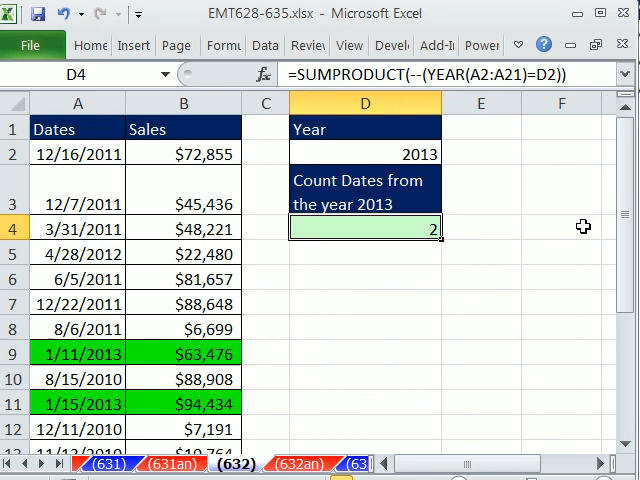 EMT628-635.xlsx - Microsoft Excel
File Home Insert Page Form Data Revie View Devel Add-I Power
D4 fx =SUMPRODUCT(--(YEAR(A2:A21)=D2))
A B C D E F
1 Dates Sales Year
2 12/16/2011 $72,855 2013
Count Dates from
3 12/7/2011 $45,436 the year 2013
4 3/31/2011 $48,221 2
5 4/28/2012 $22,480
6 6/5/2011 $81,657
7 12/22/2011 $88,648
8 8/6/2011 $6,699
9 1/11/2013 $63,476
10 8/15/2010 $88,908
11 1/15/2013 $94,434
12 12/11/2010 $7,191
(631) (631an) (632) (632an) (63